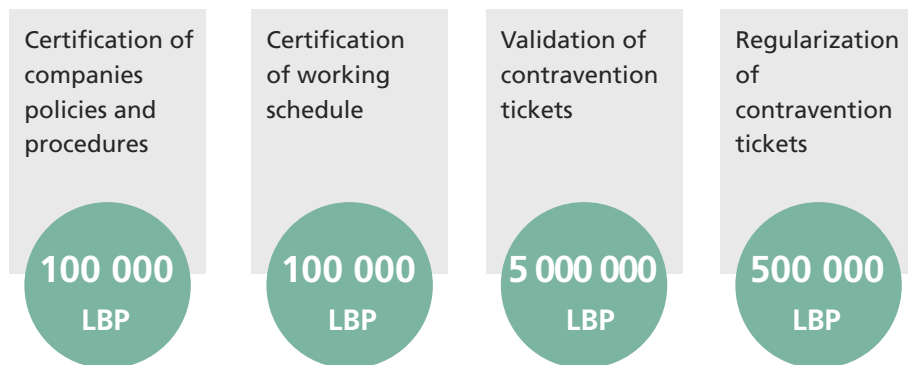 Certification of
companies
policies and
procedures
100 000
LBP
Certification
of working
schedule
100 000
LBP
Validation of
contravention
tickets
5 000 000
LBP
Regularization
of
contravention
tickets
500 000
LBP